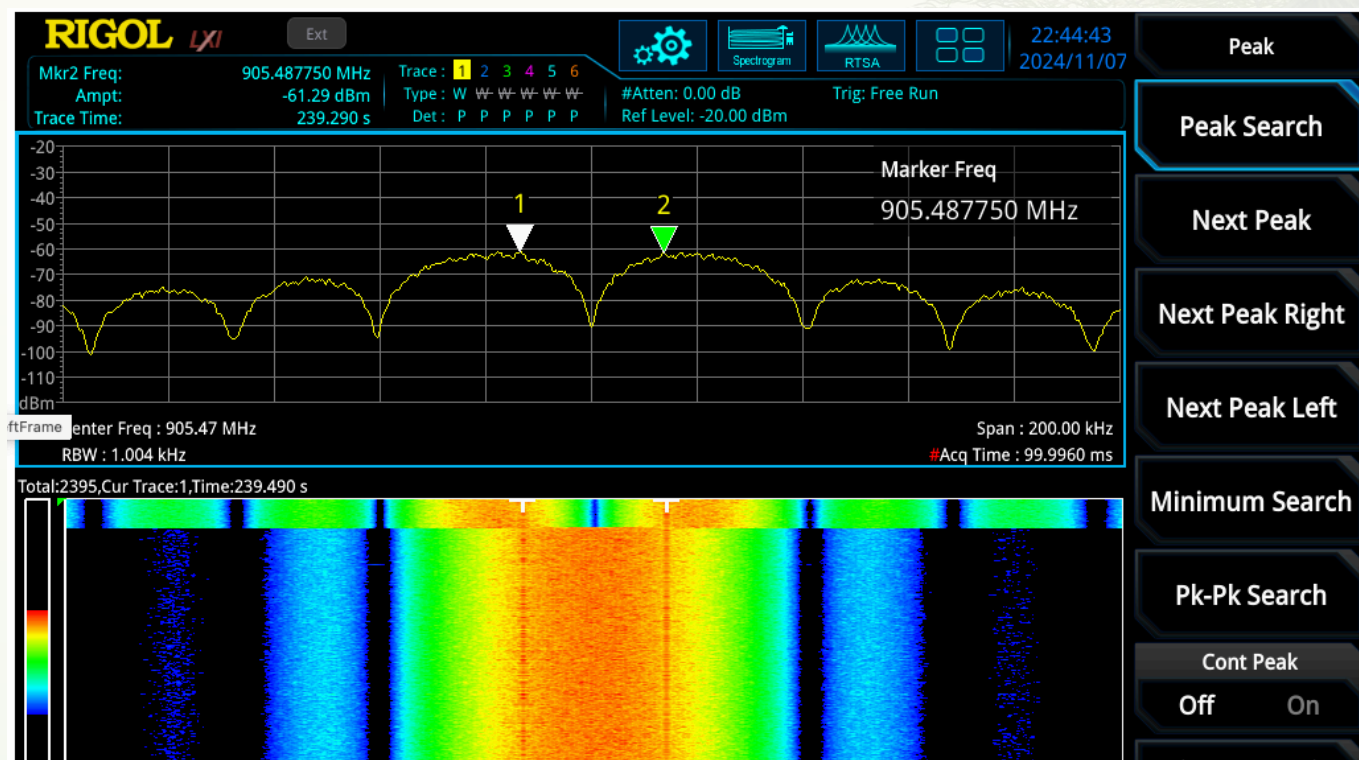 RIGOL LXI
Ext
Spectrogram
RTSA
22:44:43
2024/11/07
Mkr2 Freq: 905.487750 MHz
Ampt: -61.29 dBm
Trace Time: 239.290 s
Trace : 1 2 3 4 5 6
Type : W W W W W W
Det : P P P P P P
#Atten: 0.00 dB
Ref Level: -20.00 dBm
Trig: Free Run
-20
-30
-40
-50
-60
-70
-80
-90
-100
-110
dBm
1
2
Marker Freq
905.487750 MHz
ftFrame
enter Freq : 905.47 MHz
Span : 200.00 kHz
RBW : 1.004 kHz
#Acq Time : 99.9960 ms
Total:2395,Cur Trace:1,Time:239.490 s
Peak
Peak Search
Next Peak
Next Peak Right
Next Peak Left
Minimum Search
Pk-Pk Search
Cont Peak
Off On